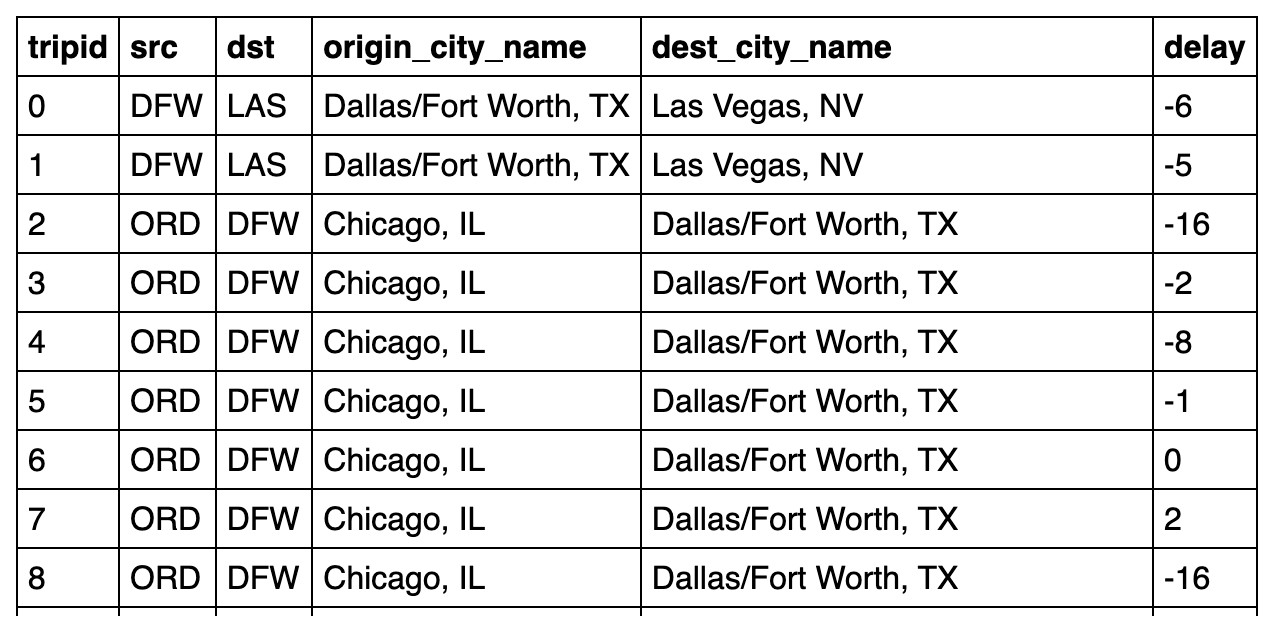 tripid src dst origin_city_name dest_city_name delay
0 DFW LAS Dallas/Fort Worth, TX Las Vegas, NV -6
1 DFW LAS Dallas/Fort Worth, TX Las Vegas, NV -5
2 ORD DFW Chicago, IL Dallas/Fort Worth, TX -16
3 ORD DFW Chicago, IL Dallas/Fort Worth, TX -2
4 ORD DFW Chicago, IL Dallas/Fort Worth, TX -8
5 ORD DFW Chicago, IL Dallas/Fort Worth, TX -1
6 ORD DFW Chicago, IL Dallas/Fort Worth, TX 0
7 ORD DFW Chicago, IL Dallas/Fort Worth, TX 2
8 ORD DFW Chicago, IL Dallas/Fort Worth, TX -16